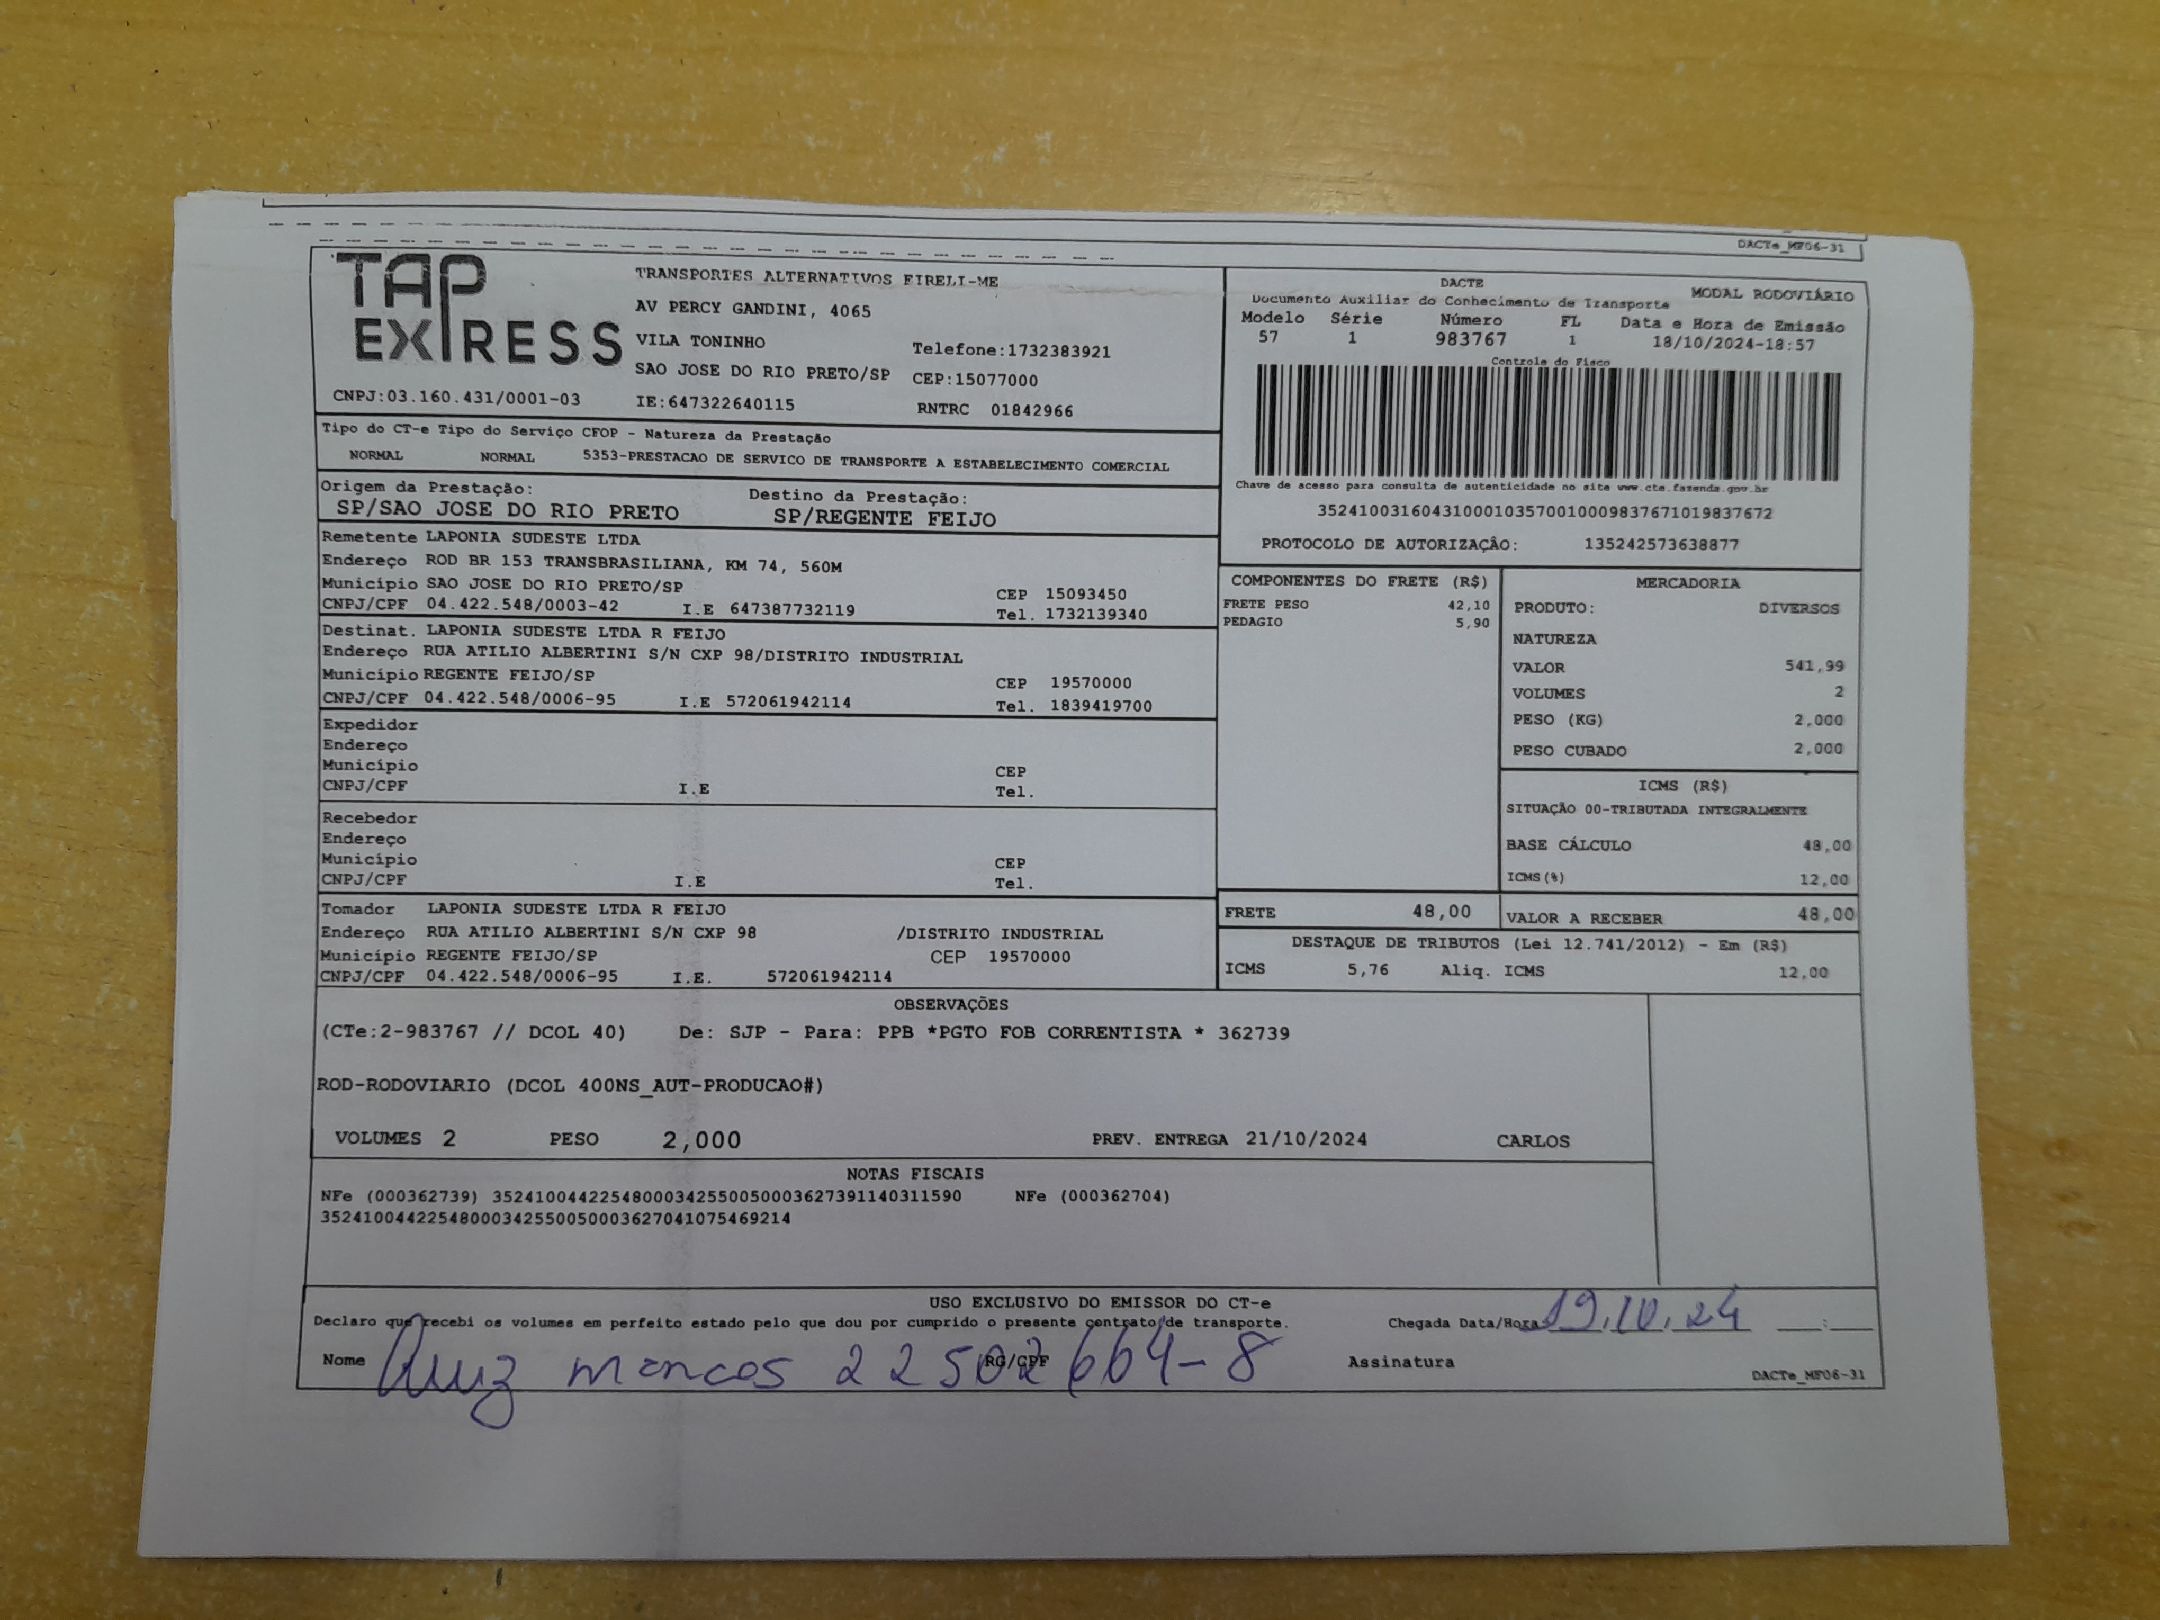 DACTe_MF06-31
TAP EXPRESS
TRANSPORTES ALTERNATIVOS EIRELI-ME
AV PERCY GANDINI, 4065
VILA TONINHO Telefone:1732383921
SAO JOSE DO RIO PRETO/SP CEP:15077000
CNPJ:03.160.431/0001-03 IE:647322640115 RNTRC 01842966
DACTE MODAL RODOVIÁRIO
Documento Auxiliar do Conhecimento de Transporte
Modelo Série Número FL Data e Hora de Emissão
57 1 983767 1 18/10/2024-18:57
Controle do Fisco
Chave de acesso para consulta de autenticidade no site www.cte.fazenda.gov.br
35241003160431000103570010009837671019837672
PROTOCOLO DE AUTORIZAÇÂO: 135242573638877
Tipo do CT-e Tipo do Serviço CFOP - Natureza da Prestação
NORMAL NORMAL 5353-PRESTACAO DE SERVICO DE TRANSPORTE A ESTABELECIMENTO COMERCIAL
Origem da Prestação: Destino da Prestação:
SP/SAO JOSE DO RIO PRETO SP/REGENTE FEIJO
Remetente LAPONIA SUDESTE LTDA
Endereço ROD BR 153 TRANSBRASILIANA, KM 74, 560M
Município SAO JOSE DO RIO PRETO/SP CEP 15093450
CNPJ/CPF 04.422.548/0003-42 I.E 647387732119 Tel. 1732139340
Destinat. LAPONIA SUDESTE LTDA R FEIJO
Endereço RUA ATILIO ALBERTINI S/N CXP 98/DISTRITO INDUSTRIAL
Município REGENTE FEIJO/SP CEP 19570000
CNPJ/CPF 04.422.548/0006-95 I.E 572061942114 Tel. 1839419700
Expedidor
Endereço
Município CEP
CNPJ/CPF I.E Tel.
Recebedor
Endereço
Município CEP
CNPJ/CPF I.E Tel.
Tomador LAPONIA SUDESTE LTDA R FEIJO
Endereço RUA ATILIO ALBERTINI S/N CXP 98 /DISTRITO INDUSTRIAL
Município REGENTE FEIJO/SP CEP 19570000
CNPJ/CPF 04.422.548/0006-95 I.E. 572061942114
COMPONENTES DO FRETE (R$)
FRETE PESO 42,10
PEDAGIO 5,90
MERCADORIA
PRODUTO: DIVERSOS
NATUREZA
VALOR 541,99
VOLUMES 2
PESO (KG) 2,000
PESO CUBADO 2,000
ICMS (R$)
SITUAÇÃO 00-TRIBUTADA INTEGRALMENTE
BASE CÁLCULO 48,00
ICMS(%) 12,00
FRETE 48,00 VALOR A RECEBER 48,00
DESTAQUE DE TRIBUTOS (Lei 12.741/2012) - Em (R$)
ICMS 5,76 Aliq. ICMS 12,00
OBSERVAÇÕES
(CTe:2-983767 // DCOL 40) De: SJP - Para: PPB *PGTO FOB CORRENTISTA * 362739
ROD-RODOVIARIO (DCOL 400NS_AUT-PRODUCAO#)
VOLUMES 2 PESO 2,000 PREV. ENTREGA 21/10/2024 CARLOS
NOTAS FISCAIS
NFe (000362739) 35241004422548000342550050003627391140311590 NFe (000362704)
35241004422548000342550050003627041075469214
USO EXCLUSIVO DO EMISSOR DO CT-e
Declaro que recebi os volumes em perfeito estado pelo que dou por cumprido o presente contrato de transporte. Chegada Data/Hora 19.10.24 ___:___
Nome Luiz marcos RG/CPF 22502664-8 Assinatura
DACTe_MF06-31